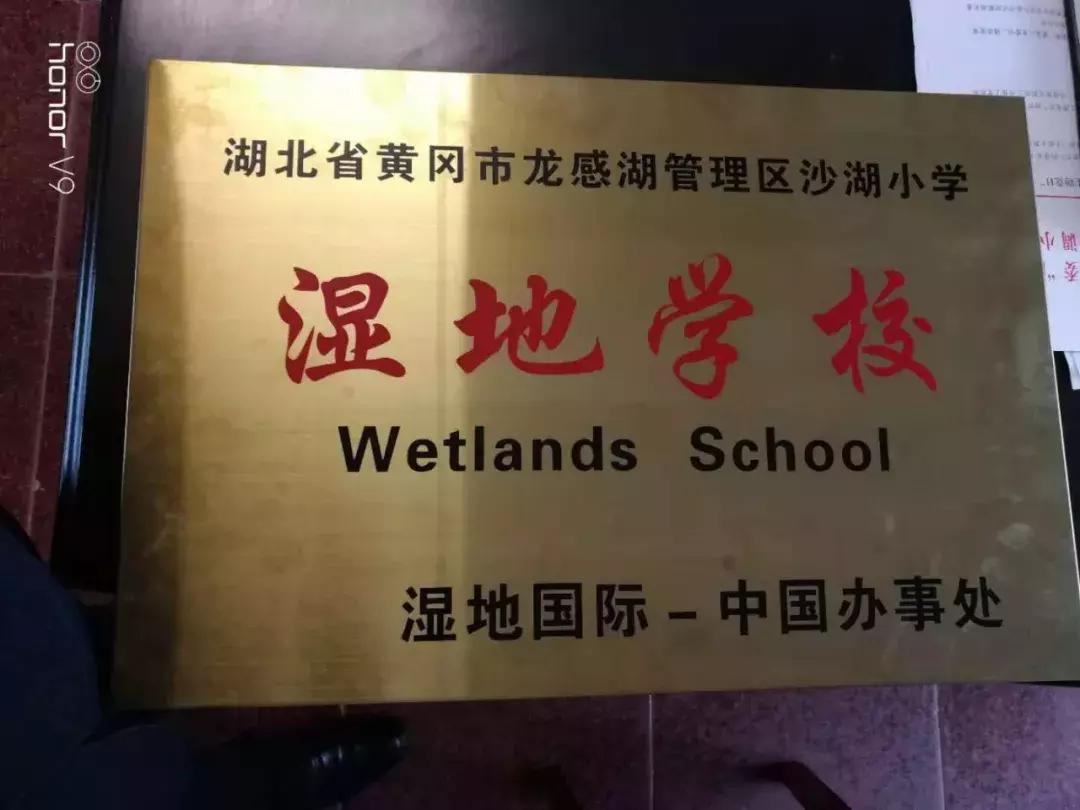 湖北省黄冈市龙感湖管理区沙湖小学
湿地学校
Wetlands School
湿地国际-中国办事处
honor V9